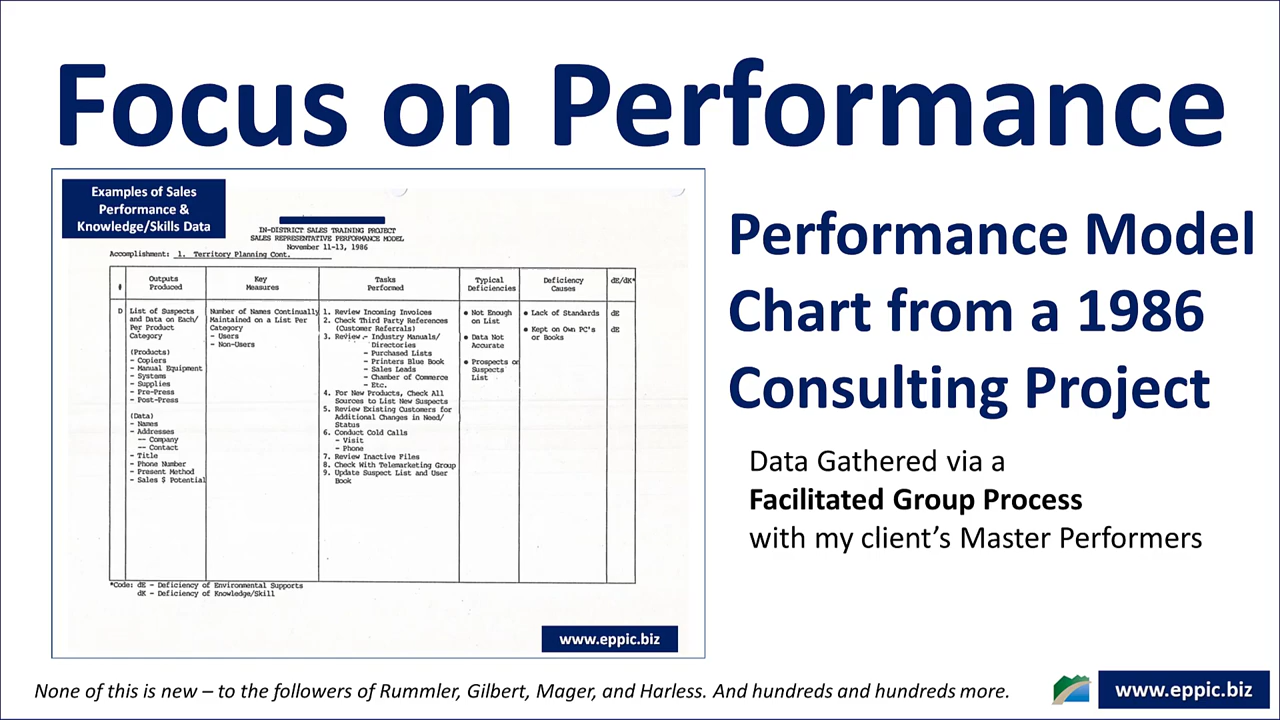 Focus on Performance
Examples of Sales
Performance &
Knowledge/Skills Data
IN-DISTRICT SALES TRAINING PROJECT
SALES REPRESENTATIVE PERFORMANCE MODEL
November 11-13, 1986
Accomplishment: 1. Territory Planning Cont.
# Outputs Produced Key Measures Tasks Performed Typical Deficiencies Deficiency Causes dE/dK*
D
List of Suspects
and Data on Each/
Per Product
Category
(Products)
- Copiers
- Manual Equipment
- Systems
- Supplies
- Pre-Press
- Post-Press
(Data)
- Names
- Addresses
-- Company
-- Contact
- Title
- Phone Number
- Present Method
- Sales $ Potential
Number of Names Continually
Maintained on a List Per
Category
- Users
- Non-Users
1. Review Incoming Invoices
2. Check Third Party References
(Customer Referrals)
3. Review - Industry Manuals/
Directories
- Purchased Lists
- Printers Blue Book
- Sales Leads
- Chamber of Commerce
- Etc.
4. For New Products, Check All
Sources to List New Suspects
5. Review Existing Customers for
Additional Changes in Need/
Status
6. Conduct Cold Calls
- Visit
- Phone
7. Review Inactive Files
8. Check With Telemarketing Group
9. Update Suspect List and User
Book
• Not Enough
on List
• Data Not
Accurate
• Prospects or
Suspects
List
• Lack of Standards
• Kept on Own PC's
or Books
dE
dE
*Code: dE - Deficiency of Environmental Supports
dK - Deficiency of Knowledge/Skill
www.eppic.biz
Performance Model
Chart from a 1986
Consulting Project
Data Gathered via a
Facilitated Group Process
with my client's Master Performers
None of this is new – to the followers of Rummler, Gilbert, Mager, and Harless. And hundreds and hundreds more.
www.eppic.biz